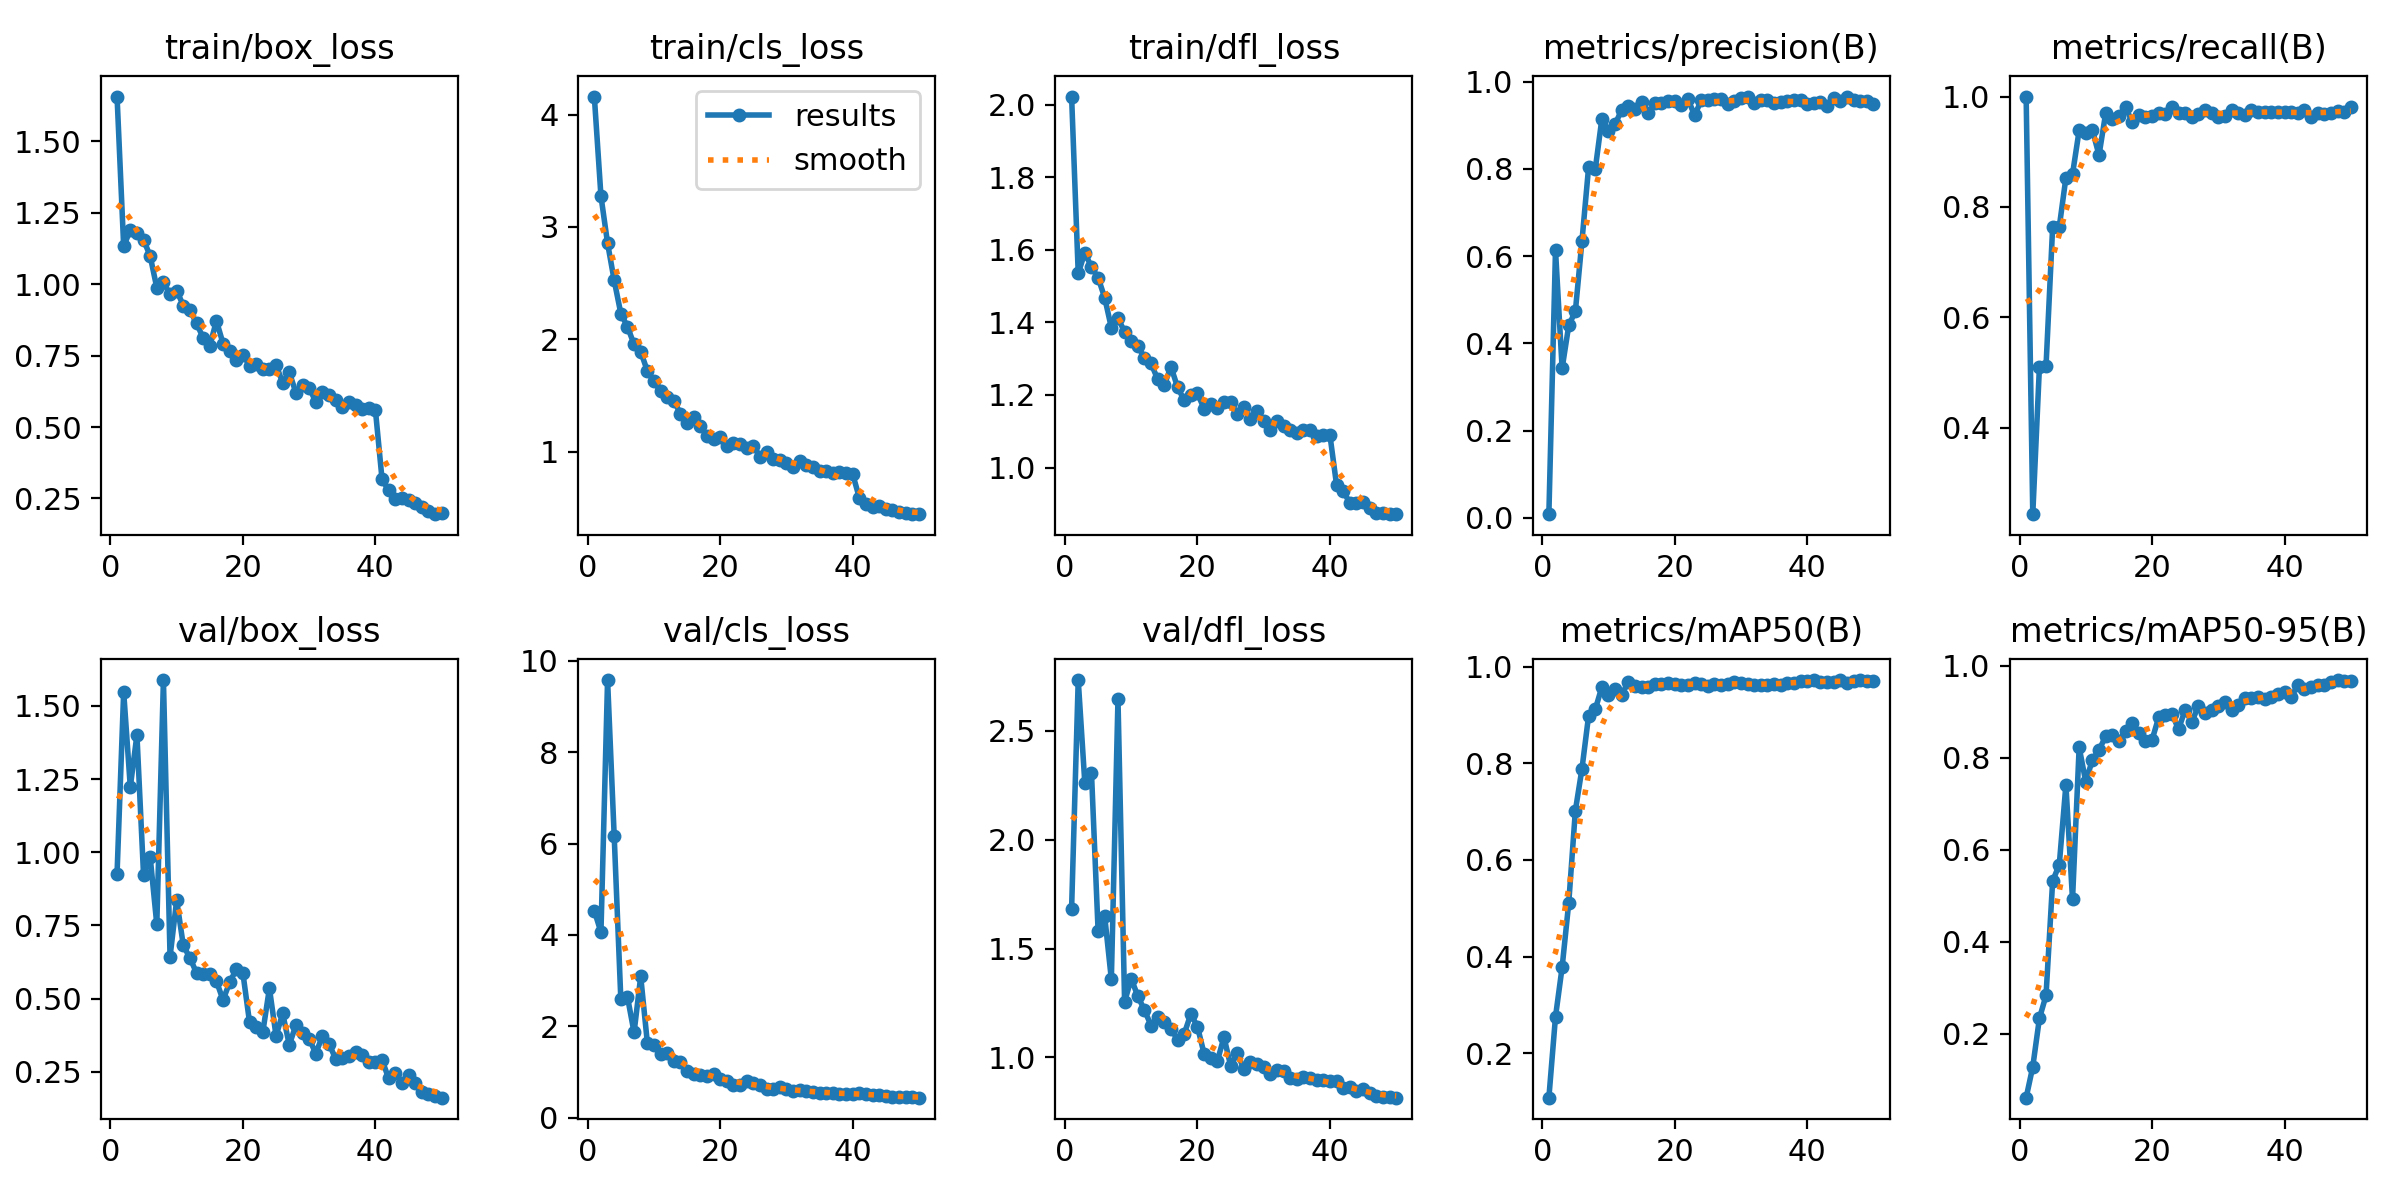 train/box_loss
1.50
1.25
1.00
0.75
0.50
0.25
0 20 40
train/cls_loss
results
smooth
4
3
2
1
0 20 40
train/dfl_loss
2.0
1.8
1.6
1.4
1.2
1.0
0 20 40
metrics/precision(B)
1.0
0.8
0.6
0.4
0.2
0.0
0 20 40
metrics/recall(B)
1.0
0.8
0.6
0.4
0 20 40
val/box_loss
1.50
1.25
1.00
0.75
0.50
0.25
0 20 40
val/cls_loss
10
8
6
4
2
0
0 20 40
val/dfl_loss
2.5
2.0
1.5
1.0
0 20 40
metrics/mAP50(B)
1.0
0.8
0.6
0.4
0.2
0 20 40
metrics/mAP50-95(B)
1.0
0.8
0.6
0.4
0.2
0 20 40